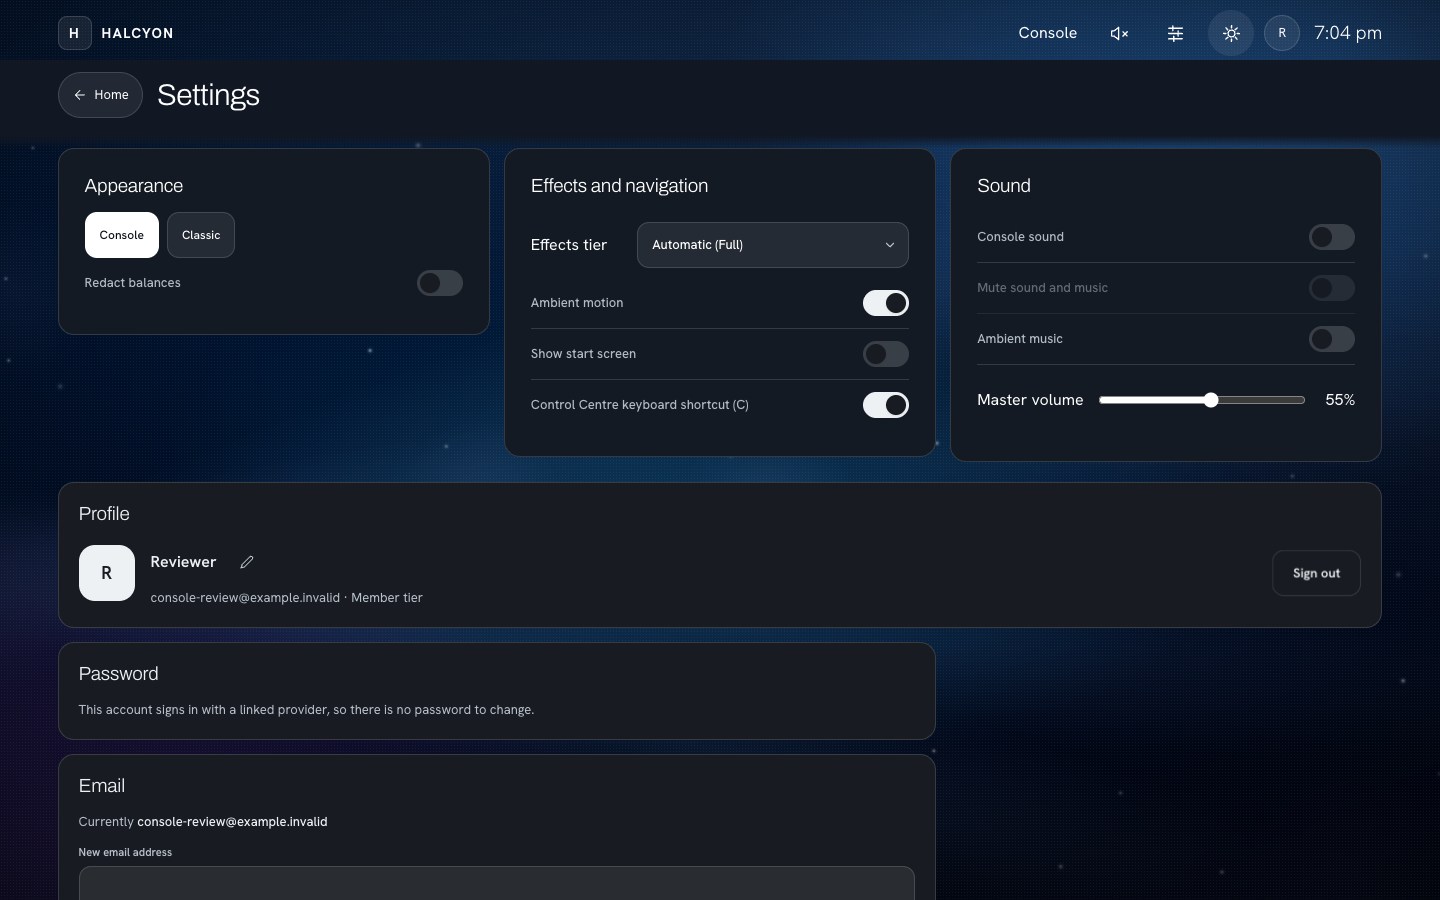 H HALCYON
Console
R
7:04 pm
Home
Settings
Appearance
Console
Classic
Redact balances
Effects and navigation
Effects tier
Automatic (Full)
Ambient motion
Show start screen
Control Centre keyboard shortcut (C)
Sound
Console sound
Mute sound and music
Ambient music
Master volume
55%
Profile
R
Reviewer
console-review@example.invalid · Member tier
Sign out
Password
This account signs in with a linked provider, so there is no password to change.
Email
Currently console-review@example.invalid
New email address